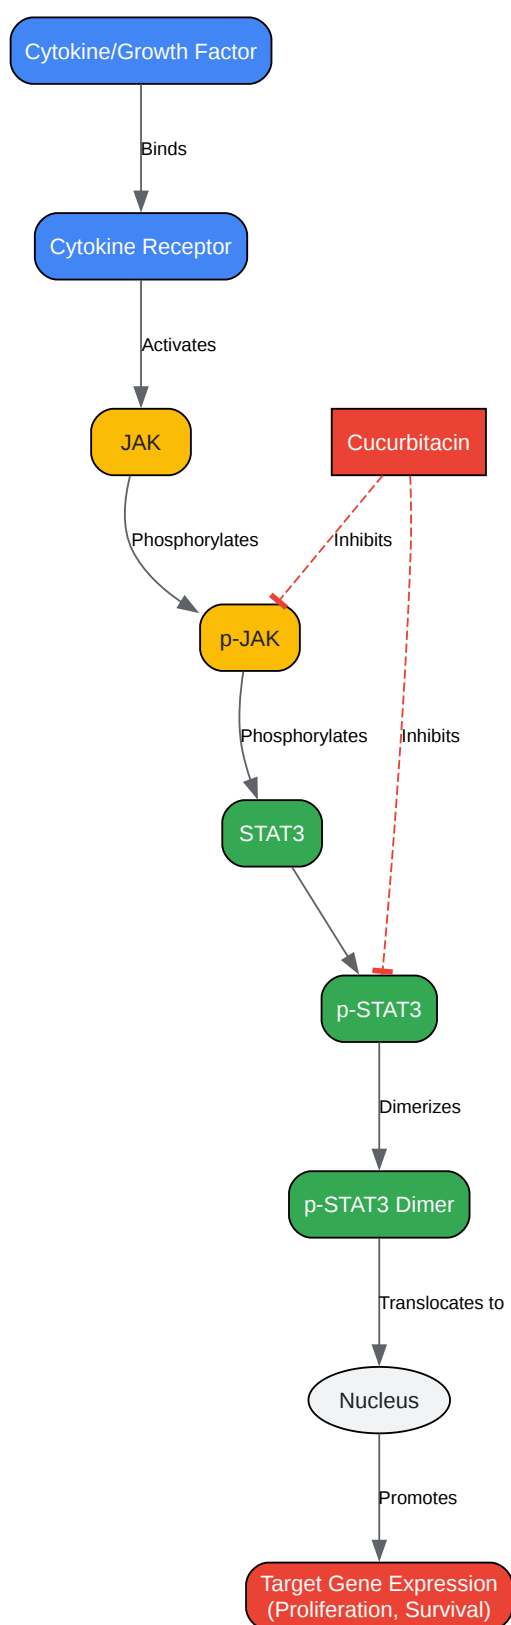 Cytokine/Growth Factor
Binds
Cytokine Receptor
Activates
JAK
Cucurbitacin
Phosphorylates
Inhibits
p-JAK
Phosphorylates
Inhibits
STAT3
p-STAT3
Dimerizes
p-STAT3 Dimer
Translocates to
Nucleus
Promotes
Target Gene Expression
(Proliferation, Survival)